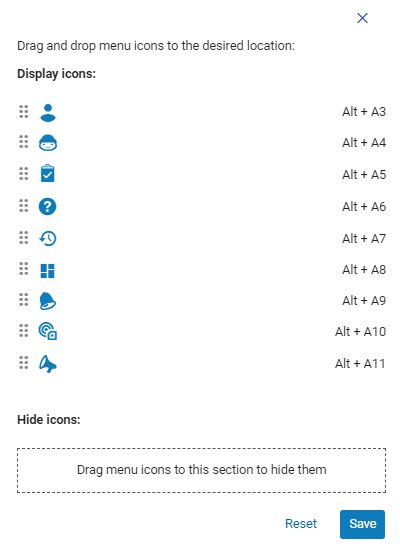 Drag and drop menu icons to the desired location:
Display icons:
Alt + A3
Alt + A4
Alt + A5
Alt + A6
Alt + A7
Alt + A8
Alt + A9
Alt + A10
Alt + A11
Hide icons:
Drag menu icons to this section to hide them
Reset Save